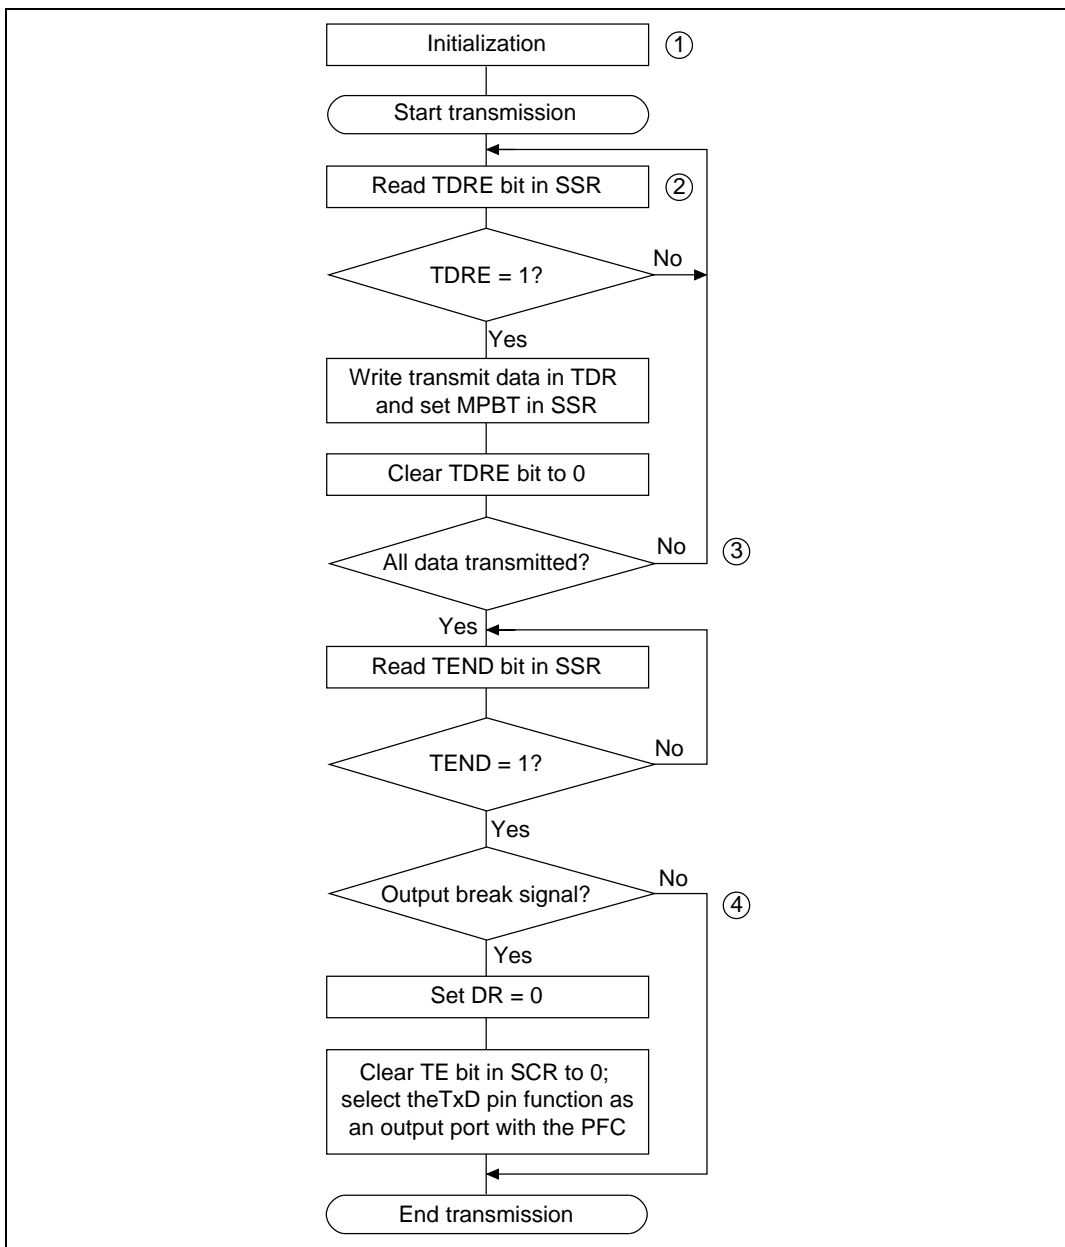 Initialization
①
Start transmission
Read TDRE bit in SSR
②
TDRE = 1?
No
Yes
Write transmit data in TDR
and set MPBT in SSR
Clear TDRE bit to 0
All data transmitted?
No
③
Yes
Read TEND bit in SSR
TEND = 1?
No
Yes
Output break signal?
No
④
Yes
Set DR = 0
Clear TE bit in SCR to 0;
select theTxD pin function as
an output port with the PFC
End transmission